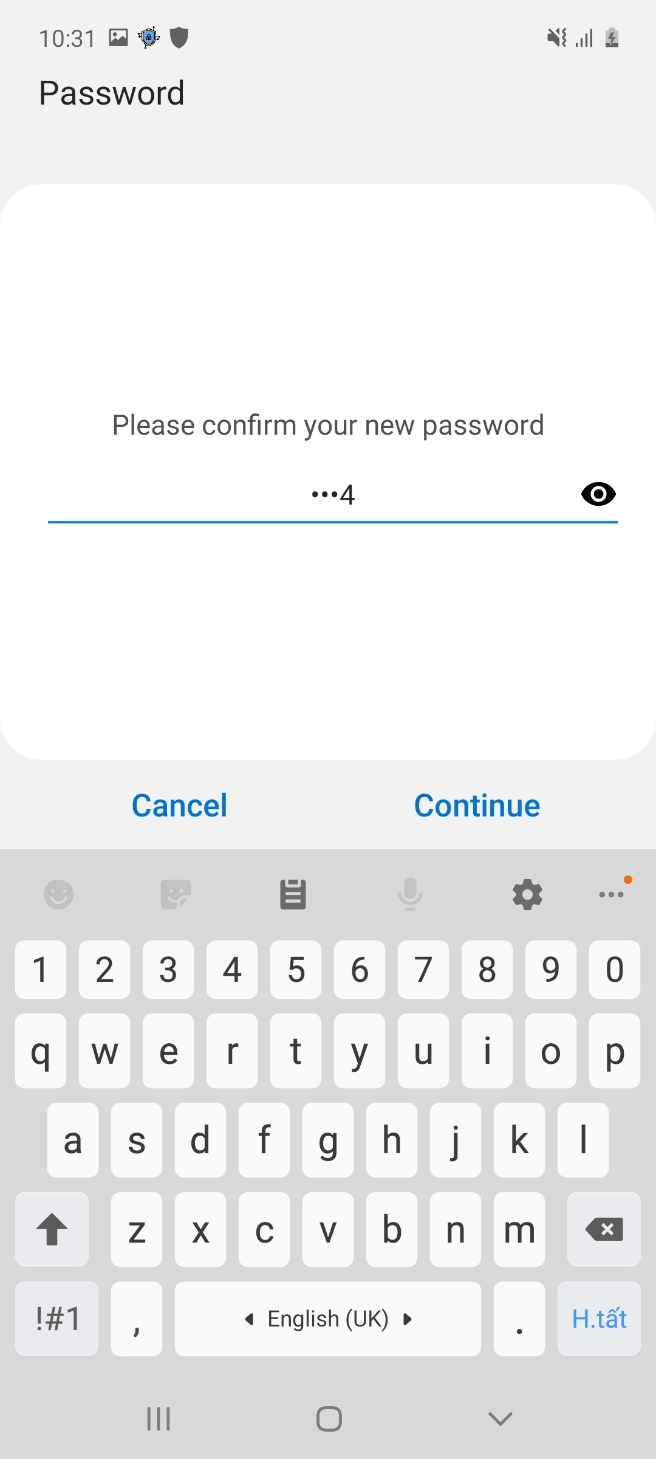 10:31
Password
Please confirm your new password
•••4
Cancel Continue
1 2 3 4 5 6 7 8 9 0
q w e r t y u i o p
a s d f g h j k l
z x c v b n m
!#1 , English (UK) . H.tất